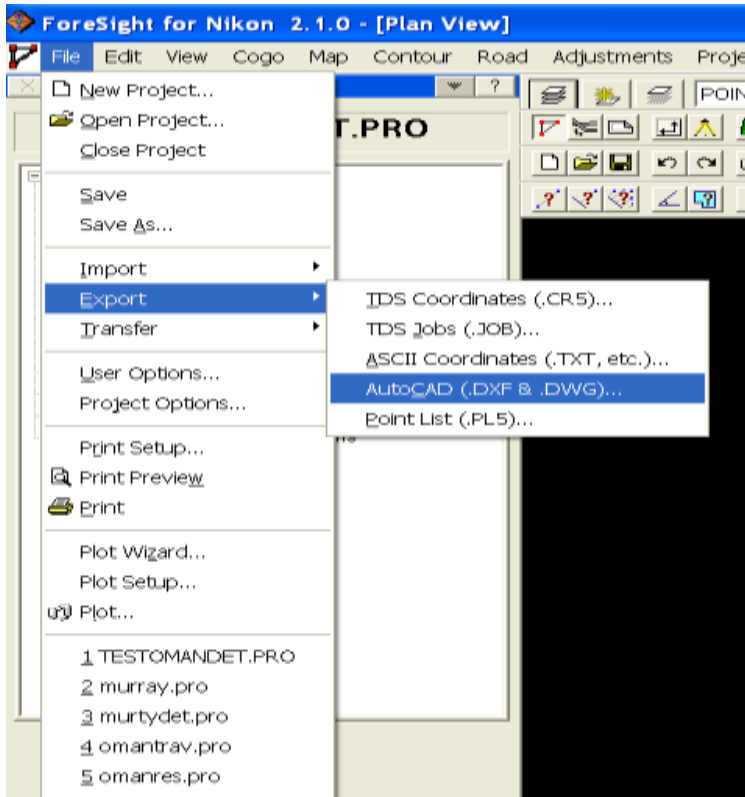 ForeSight for Nikon 2.1.0 - [Plan View]
File Edit View Cogo Map Contour Road Adjustments Proje
New Project...
Open Project...
Close Project
Save
Save As...
Import
Export
Transfer
User Options...
Project Options...
Print Setup...
Print Preview
Print
Plot Wizard...
Plot Setup...
Plot...
1 TESTOMANDET.PRO
2 murray.pro
3 murtydet.pro
4 omantrav.pro
5 omanres.pro
TDS Coordinates (.CR5)...
TDS Jobs (.JOB)...
ASCII Coordinates (.TXT, etc.)...
AutoCAD (.DXF & .DWG)...
Point List (.PL5)...
?
T.PRO
POIN